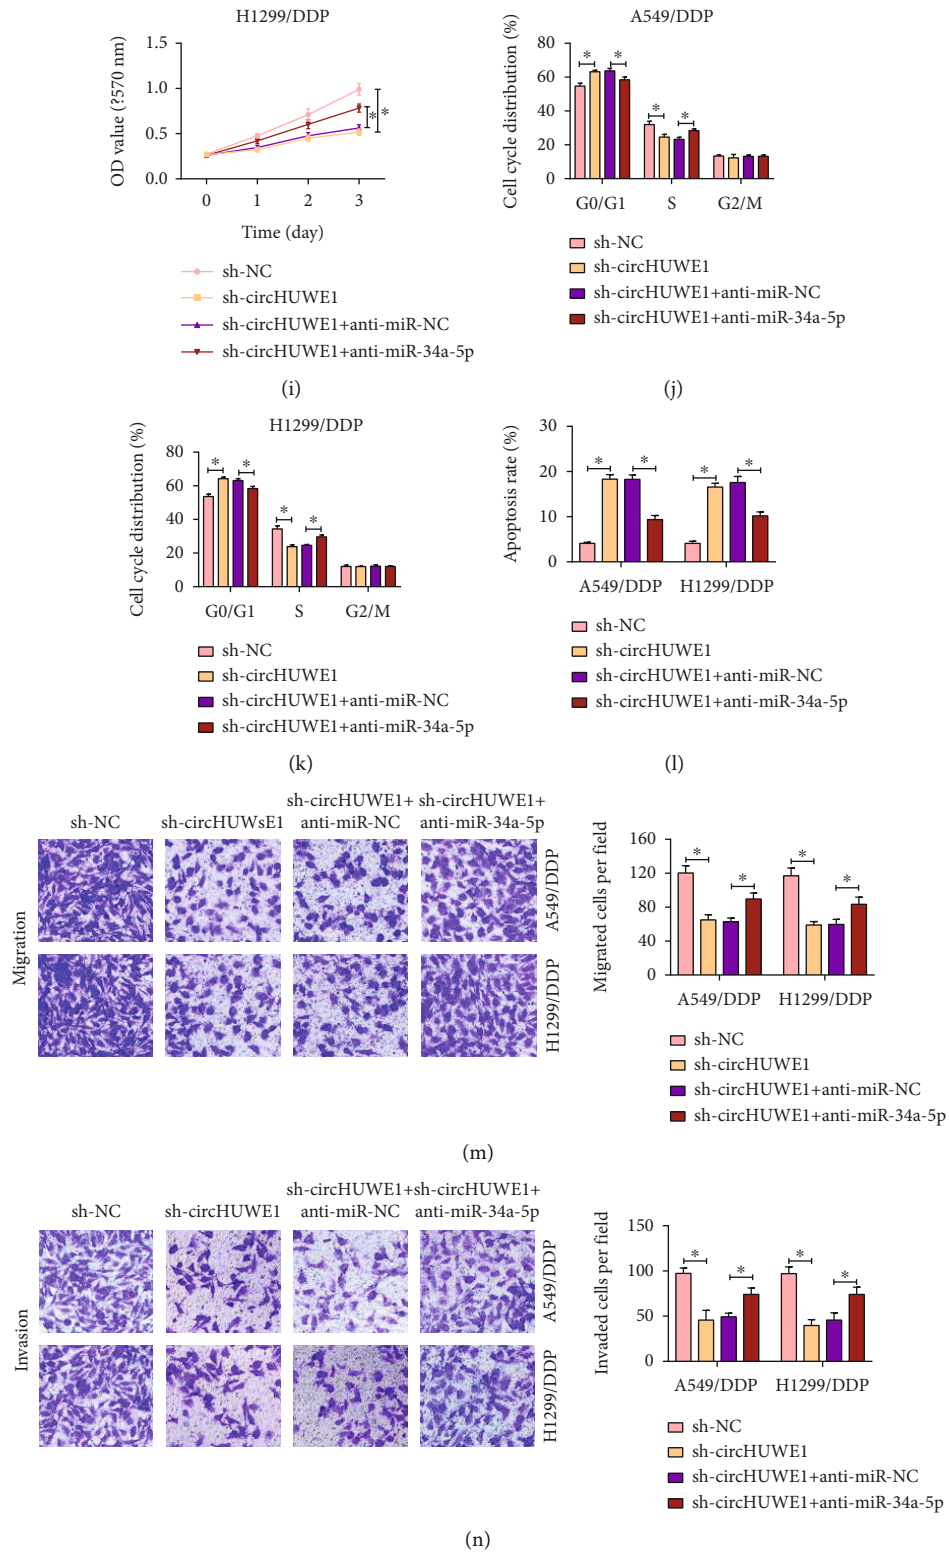 H1299/DDP
OD value (?570 nm)
1.5
1.0
0.5
0.0
* *
0 1 2 3
Time (day)
sh-NC
sh-circHUWE1
sh-circHUWE1+anti-miR-NC
sh-circHUWE1+anti-miR-34a-5p
(i)
A549/DDP
Cell cycle distribution (%)
80
60
40
20
0
* *
* *
G0/G1 S G2/M
sh-NC
sh-circHUWE1
sh-circHUWE1+anti-miR-NC
sh-circHUWE1+anti-miR-34a-5p
(j)
H1299/DDP
Cell cycle distribution (%)
80
60
40
20
0
* *
* *
G0/G1 S G2/M
sh-NC
sh-circHUWE1
sh-circHUWE1+anti-miR-NC
sh-circHUWE1+anti-miR-34a-5p
(k)
Apoptosis rate (%)
30
20
10
0
* * * *
A549/DDP H1299/DDP
sh-NC
sh-circHUWE1
sh-circHUWE1+anti-miR-NC
sh-circHUWE1+anti-miR-34a-5p
(l)
sh-NC sh-circHUWsE1 sh-circHUWE1+ sh-circHUWE1+
anti-miR-NC anti-miR-34a-5p
Migration
A549/DDP
H1299/DDP
Migrated cells per field
160
120
80
40
0
* * * *
A549/DDP H1299/DDP
sh-NC
sh-circHUWE1
sh-circHUWE1+anti-miR-NC
sh-circHUWE1+anti-miR-34a-5p
(m)
sh-NC sh-circHUWE1 sh-circHUWE1+ sh-circHUWE1+
anti-miR-NC anti-miR-34a-5p
Invasion
A549/DDP
H1299/DDP
Invaded cells per field
150
100
50
0
* * * *
A549/DDP H1299/DDP
sh-NC
sh-circHUWE1
sh-circHUWE1+anti-miR-NC
sh-circHUWE1+anti-miR-34a-5p
(n)